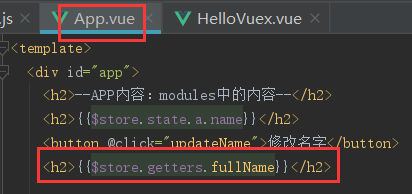 .js App.vue HelloVuex.vue
<template>
<div id="app">
<h2>--APP内容：modules中的内容--</h2>
<h2>{{$store.state.a.name}}</h2>
<button @click="updateName">修改名字</button>
<h2>{{$store.getters.fullName}}</h2>